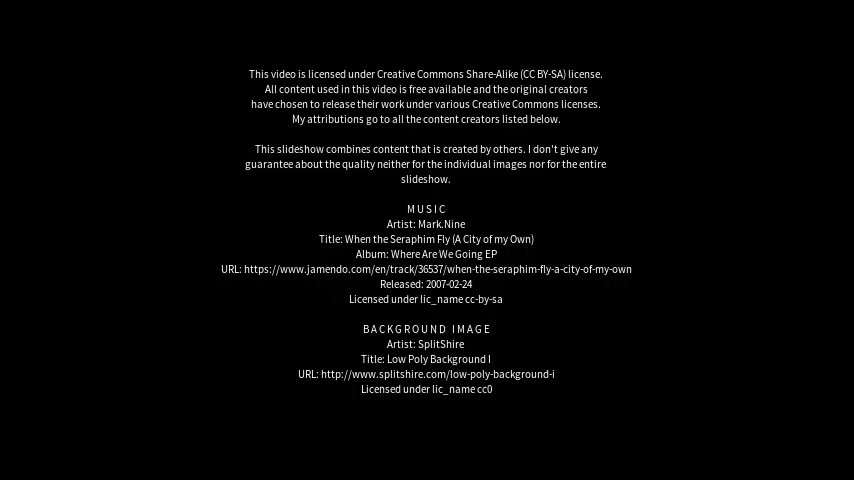 This video is licensed under Creative Commons Share-Alike (CC BY-SA) license.
All content used in this video is free available and the original creators
have chosen to release their work under various Creative Commons licenses.
My attributions go to all the content creators listed below.
This slideshow combines content that is created by others. I don't give any
guarantee about the quality neither for the individual images nor for the entire
slideshow.
MUSIC
Artist: Mark.Nine
Title: When the Seraphim Fly (A City of my Own)
Album: Where Are We Going EP
URL: https://www.jamendo.com/en/track/36537/when-the-seraphim-fly-a-city-of-my-own
Released: 2007-02-24
Licensed under lic_name cc-by-sa
BACKGROUND IMAGE
Artist: SplitShire
Title: Low Poly Background I
URL: http://www.splitshire.com/low-poly-background-i
Licensed under lic_name cc0